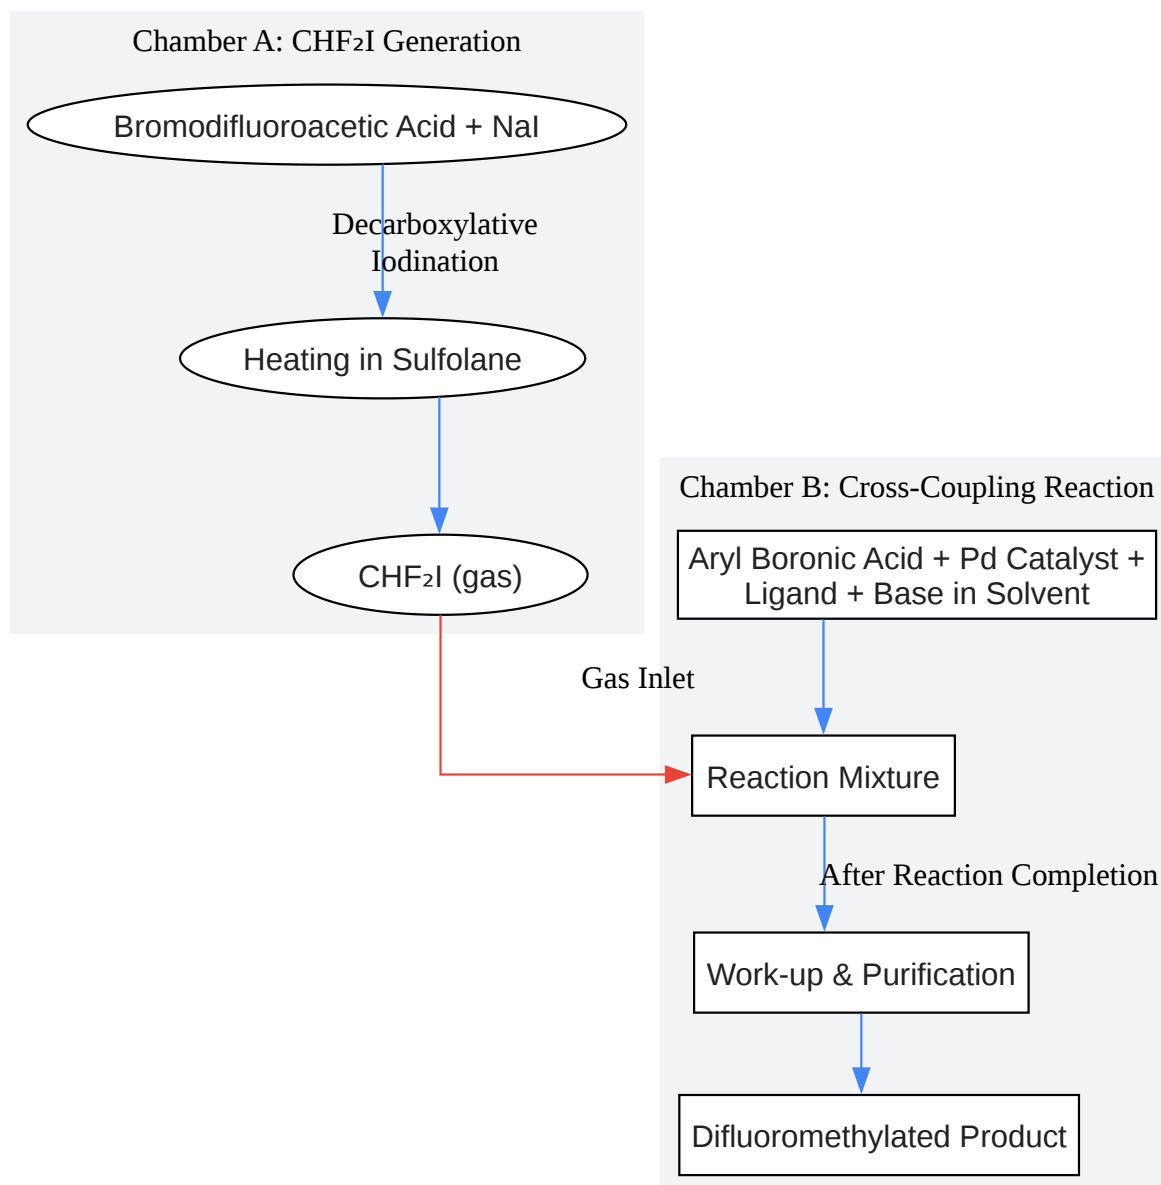 Chamber A: CHF₂I Generation
Bromodifluoroacetic Acid + NaI
Decarboxylative
Iodination
Heating in Sulfolane
CHF₂I (gas)
Gas Inlet
Chamber B: Cross-Coupling Reaction
Aryl Boronic Acid + Pd Catalyst +
Ligand + Base in Solvent
Reaction Mixture
After Reaction Completion
Work-up & Purification
Difluoromethylated Product